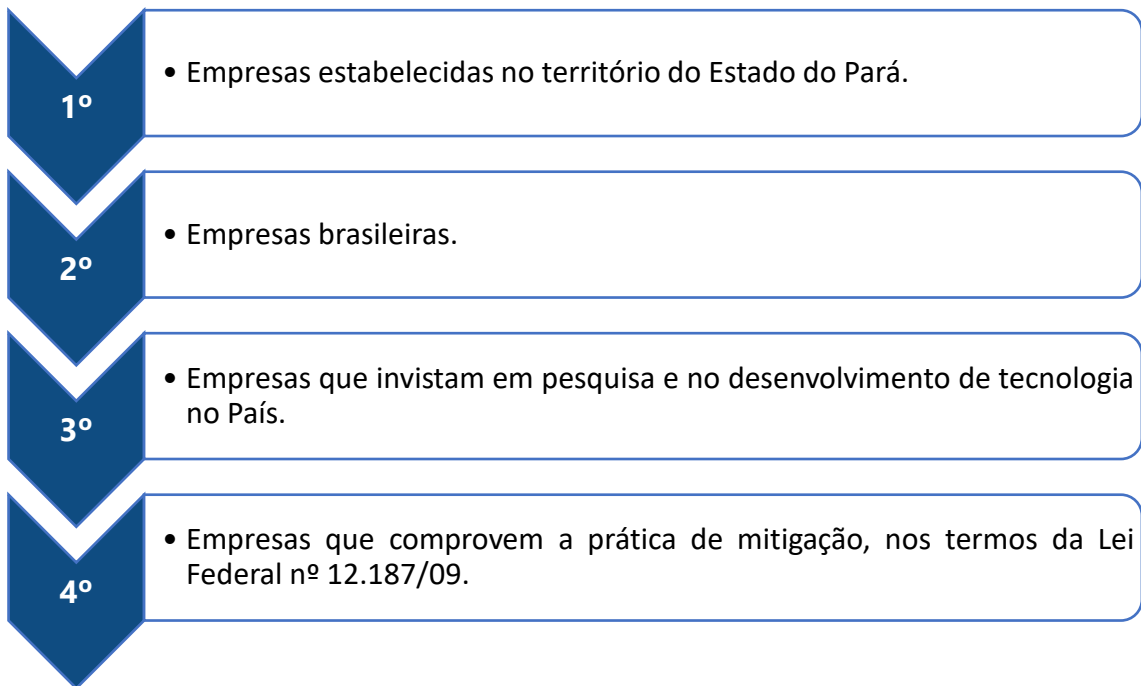 • Empresas estabelecidas no território do Estado do Pará.
1º
• Empresas brasileiras.
2º
• Empresas que invistam em pesquisa e no desenvolvimento de tecnologia
no País.
3º
• Empresas que comprovem a prática de mitigação, nos termos da Lei
Federal nº 12.187/09.
4º